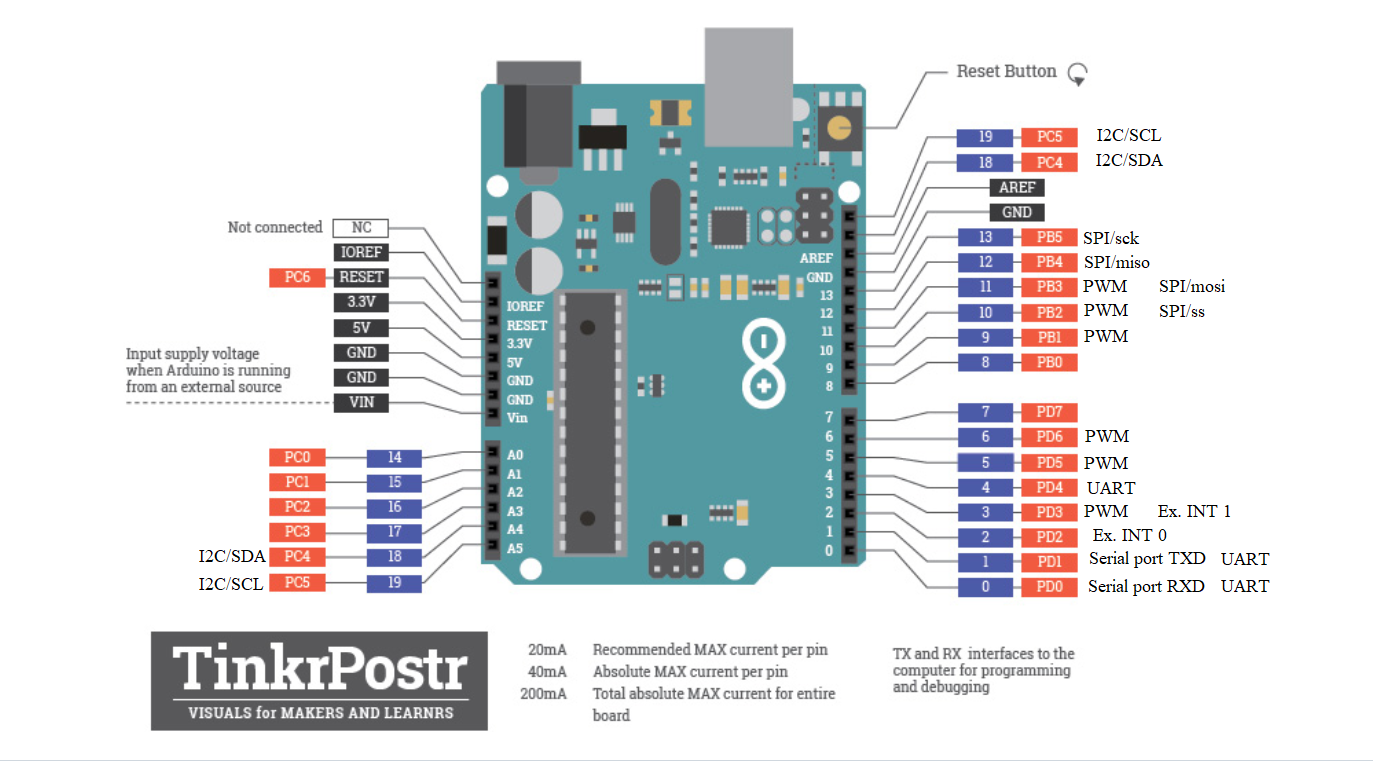 Reset Button
19 PC5 I2C/SCL
18 PC4 I2C/SDA
AREF
GND
13 PB5 SPI/sck
12 PB4 SPI/miso
11 PB3 PWM SPI/mosi
10 PB2 PWM SPI/ss
9 PB1 PWM
8 PB0
7 PD7
6 PD6 PWM
5 PD5 PWM
4 PD4 UART
3 PD3 PWM Ex. INT 1
2 PD2 Ex. INT 0
1 PD1 Serial port TXD UART
0 PD0 Serial port RXD UART
Not connected NC
IOREF
PC6 RESET
3.3V
5V
GND
GND
VIN
Input supply voltage
when Arduino is running
from an external source
PC0 14
PC1 15
PC2 16
PC3 17
I2C/SDA PC4 18
I2C/SCL PC5 19
IOREF
RESET
3.3V
5V
GND
GND
Vin
A0
A1
A2
A3
A4
A5
AREF
GND
13
12
11
10
9
8
7
6
5
4
3
2
1
0
TinkrPostr
VISUALS for MAKERS AND LEARNRS
20mA Recommended MAX current per pin
40mA Absolute MAX current per pin
200mA Total absolute MAX current for entire
board
TX and RX interfaces to the
computer for programming
and debugging